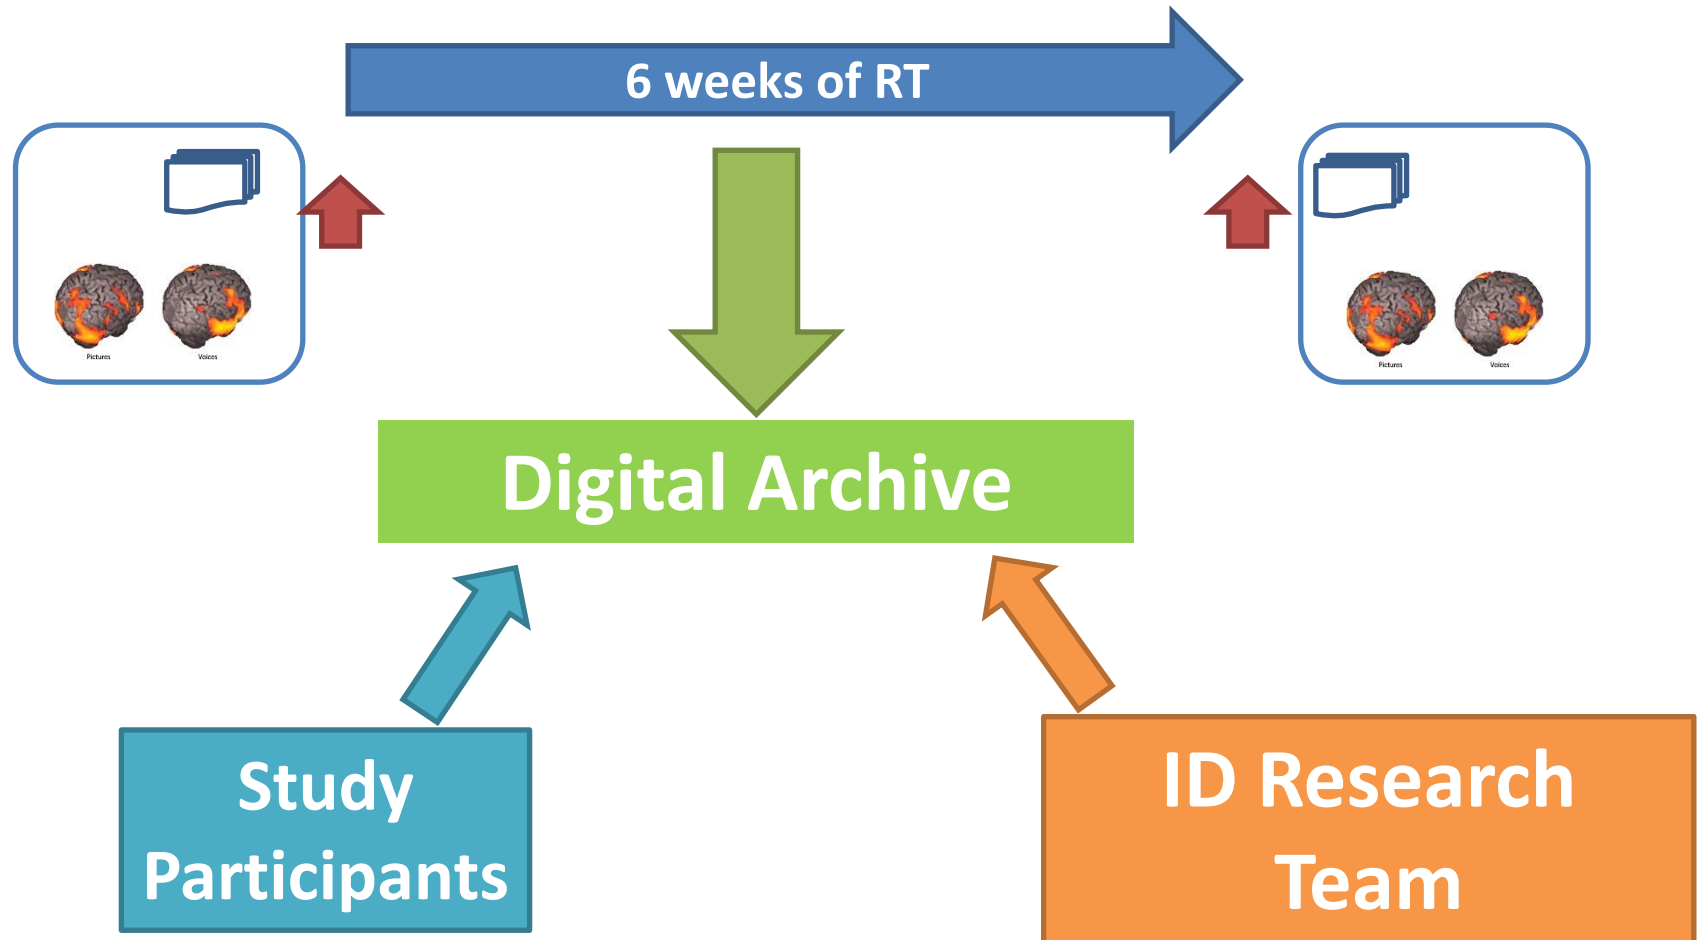 6 weeks of RT
Pictures
Voices
Pictures
Voices
Digital Archive
Study
Participants
ID Research
Team